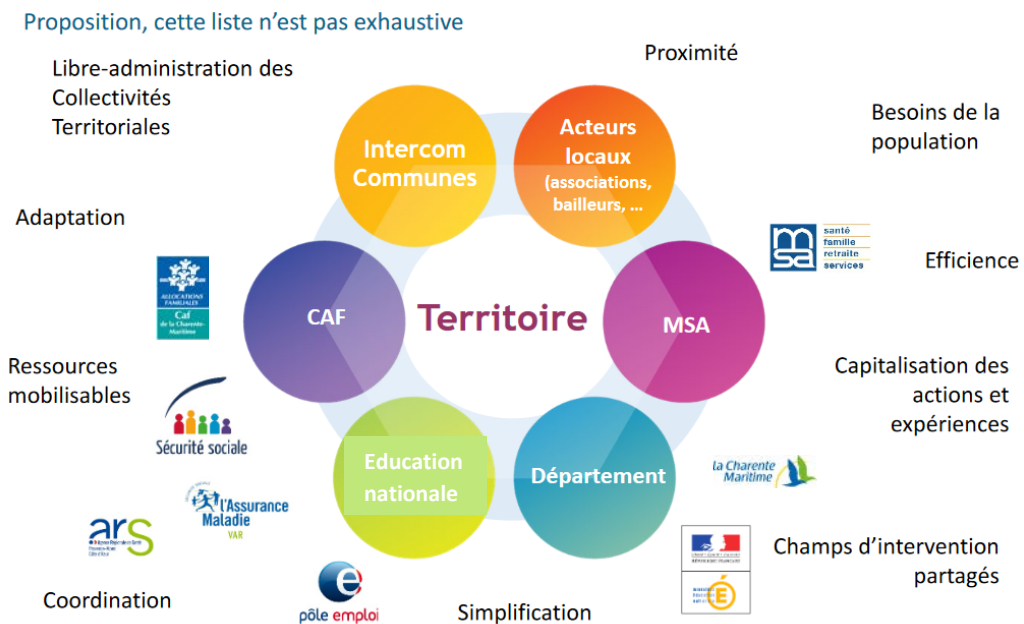 Proposition, cette liste n’est pas exhaustive
Libre-administration des
Collectivités
Territoriales
Proximité
Besoins de la
population
Intercom
Communes
Acteurs
locaux
(associations,
bailleurs, ...
Adaptation
msa
santé
famille
retraite
services
Efficience
ALLOCATIONS
FAMILIALES
Caf
de la Charente-
Maritime
CAF
Territoire
MSA
Ressources
mobilisables
Capitalisation des
actions et
expériences
Sécurité sociale
Education
nationale
Département
la Charente
Maritime
l'Assurance
Maladie
VAR
ars
Coordination
pôle emploi
Simplification
RÉPUBLIQUE FRANÇAISE
Champs d’intervention
partagés